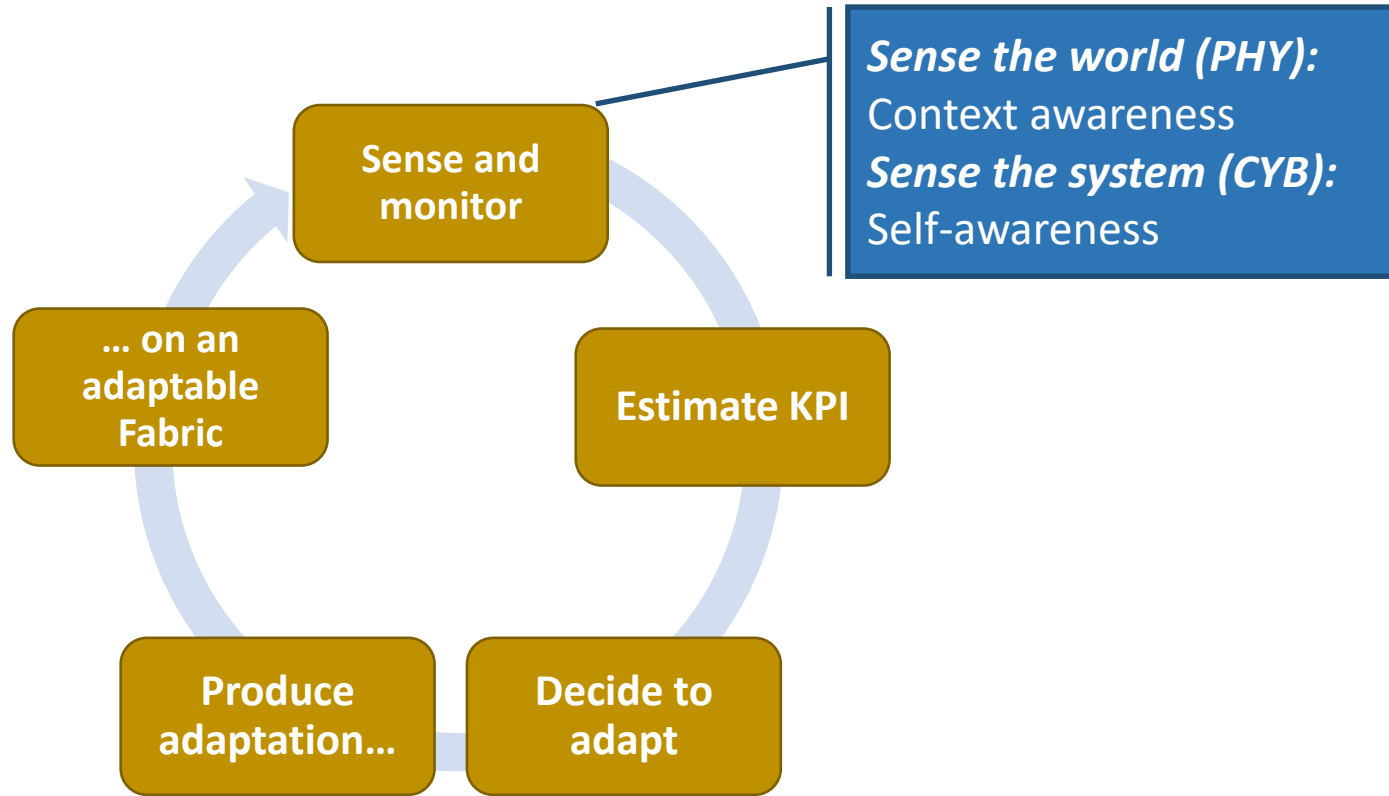 Sense the world (PHY):
Context awareness
Sense the system (CYB):
Self-awareness
Sense and
monitor
Estimate KPI
Decide to
adapt
Produce
adaptation…
… on an
adaptable
Fabric